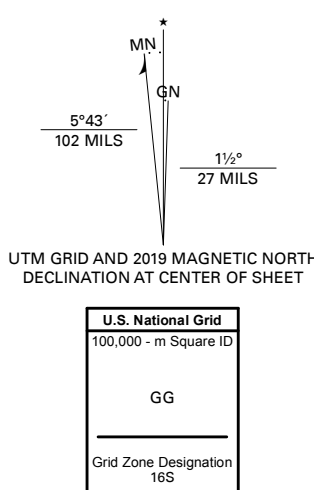 ★
MN
GN
5°43´
102 MILS
1½°
27 MILS
UTM GRID AND 2019 MAGNETIC NORTH
DECLINATION AT CENTER OF SHEET
U.S. National Grid
100,000 - m Square ID
GG
Grid Zone Designation
16S